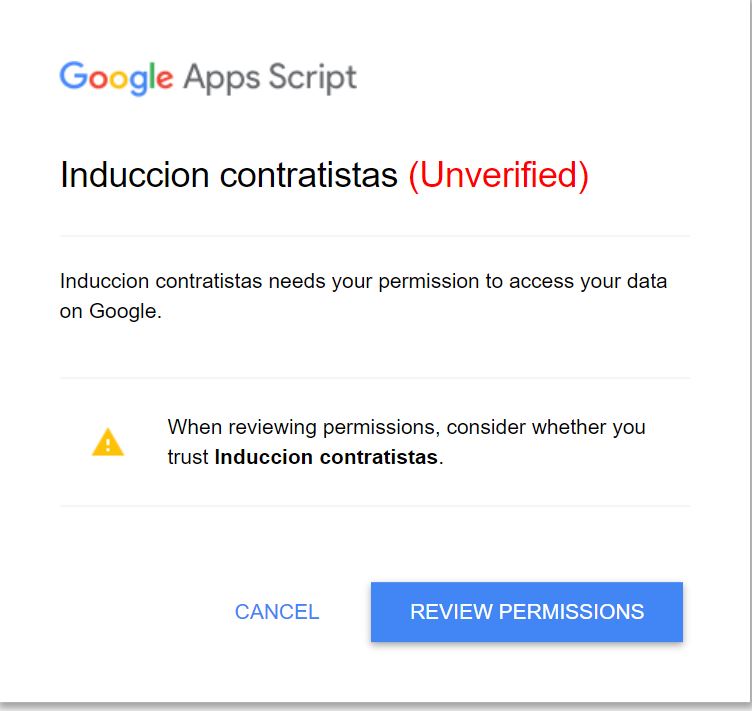 Google Apps Script
Induccion contratistas (Unverified)
Induccion contratistas needs your permission to access your data
on Google.
When reviewing permissions, consider whether you
trust Induccion contratistas.
CANCEL
REVIEW PERMISSIONS